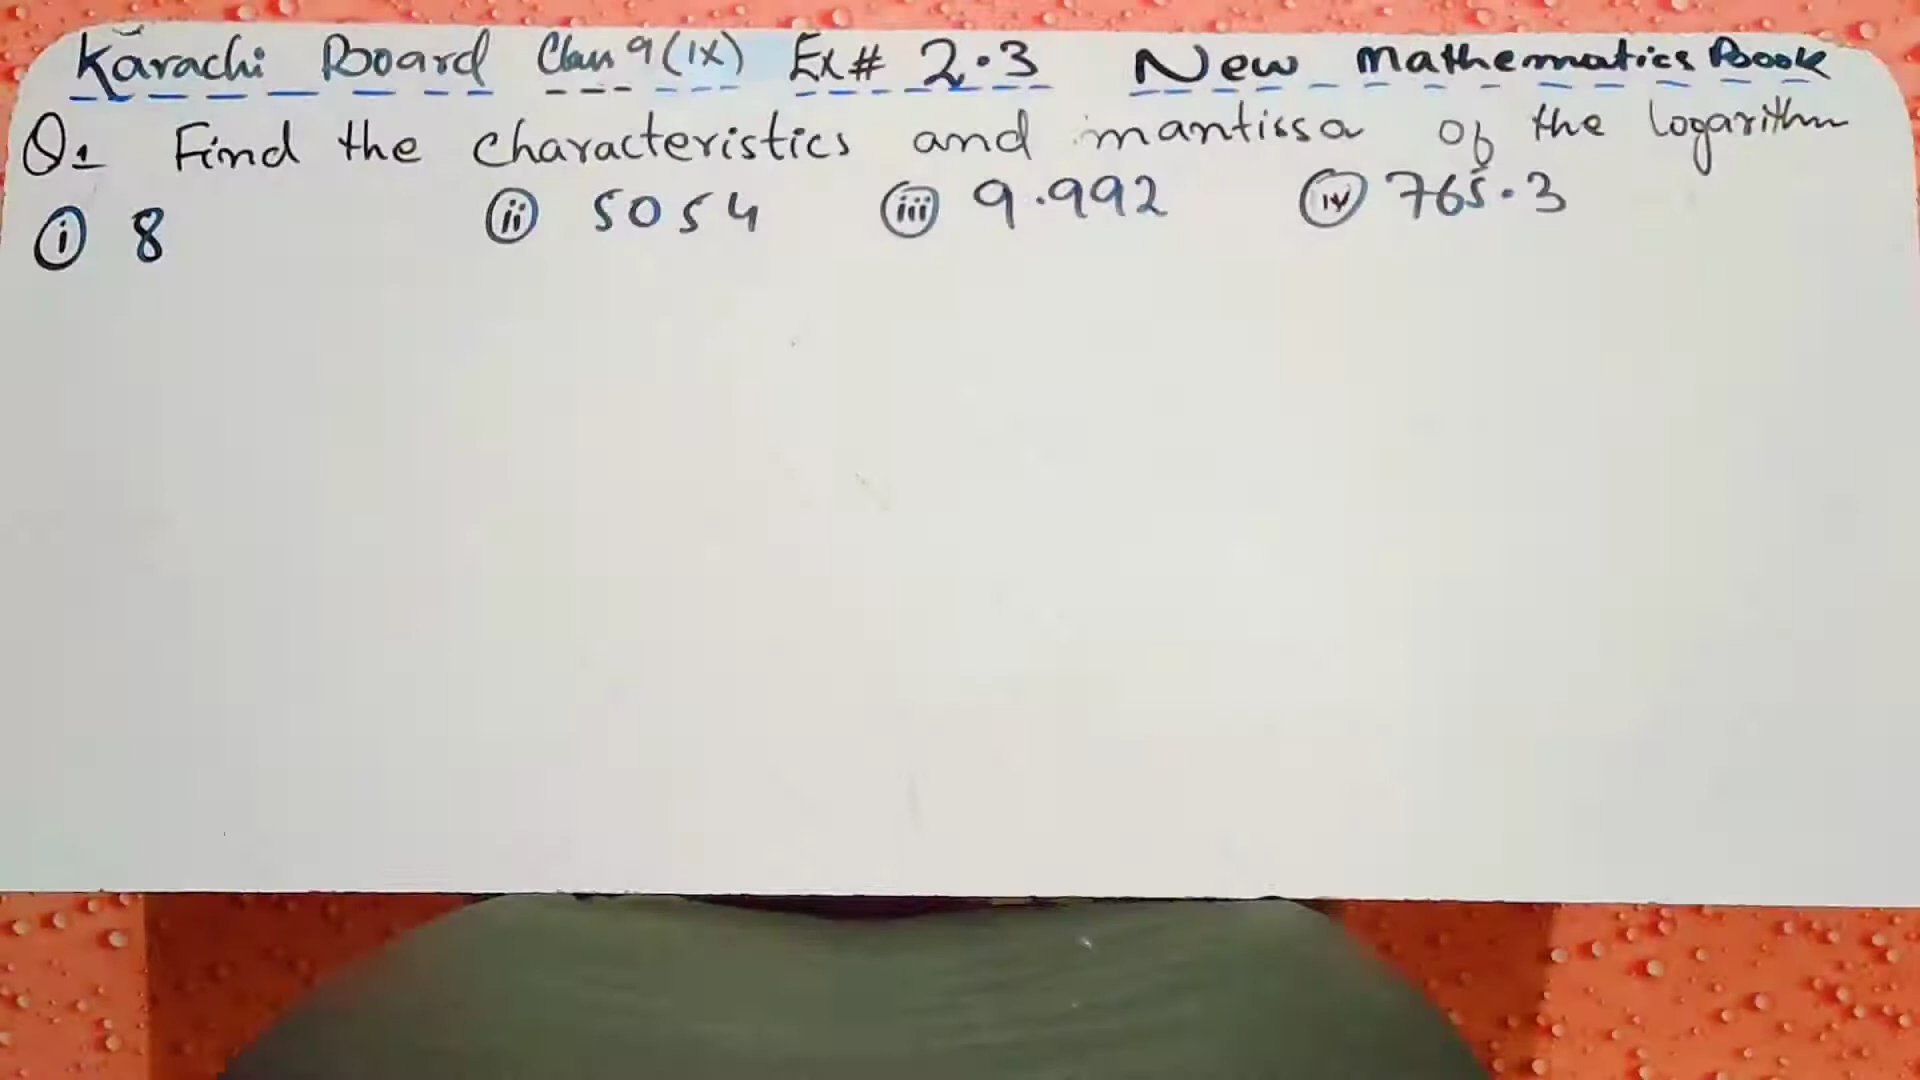 Karachi Board Class 9 (IX) Ex# 2.3 New Mathematics Book
Q1 Find the characteristics and mantissa of the logarithm
(i) 8 (ii) 5054 (iii) 9.992 (iv) 765.3